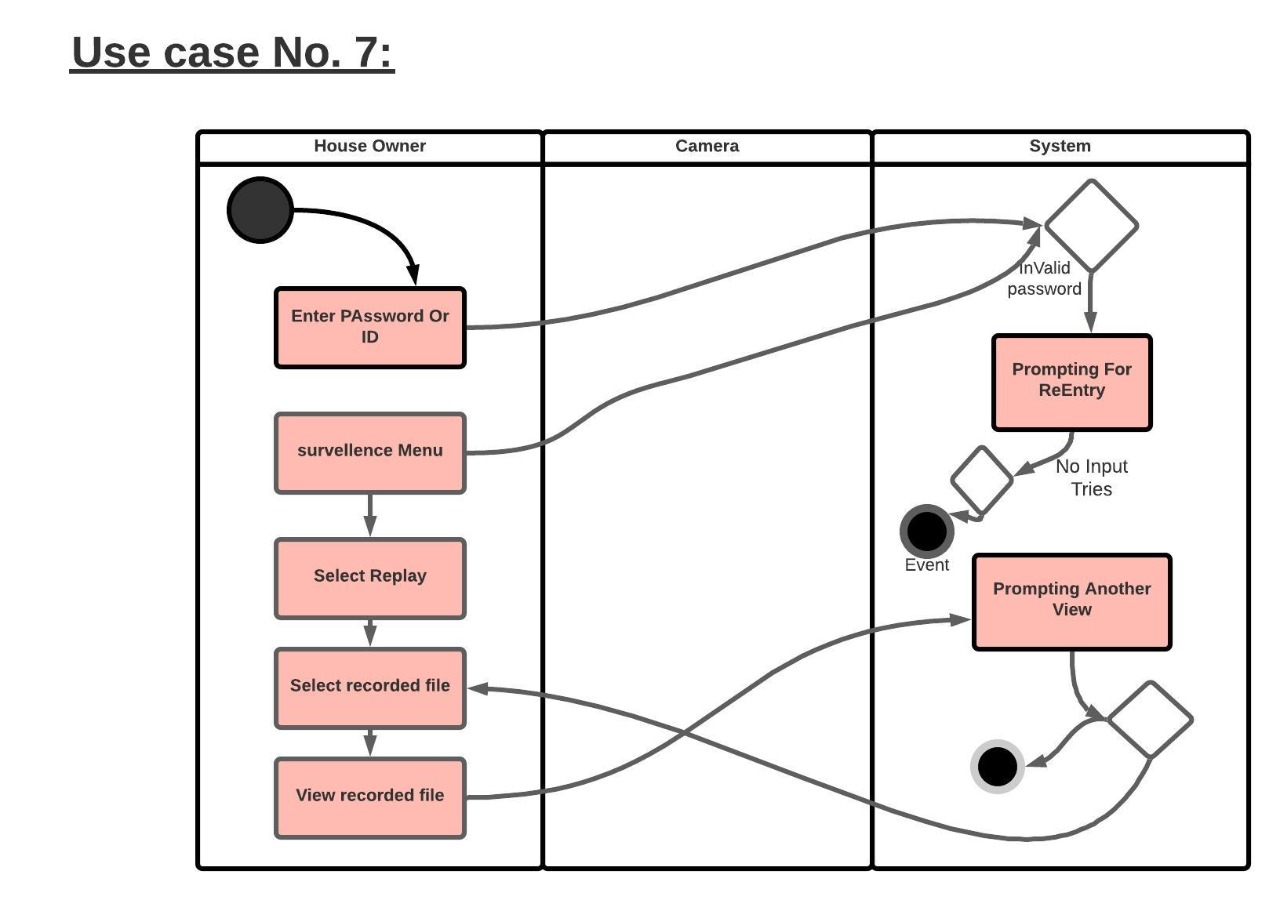 Use case No. 7:
House Owner
Camera
System
Enter PAssword Or
ID
survellence Menu
Select Replay
Select recorded file
View recorded file
InValid
password
Prompting For
ReEntry
No Input
Tries
Event
Prompting Another
View